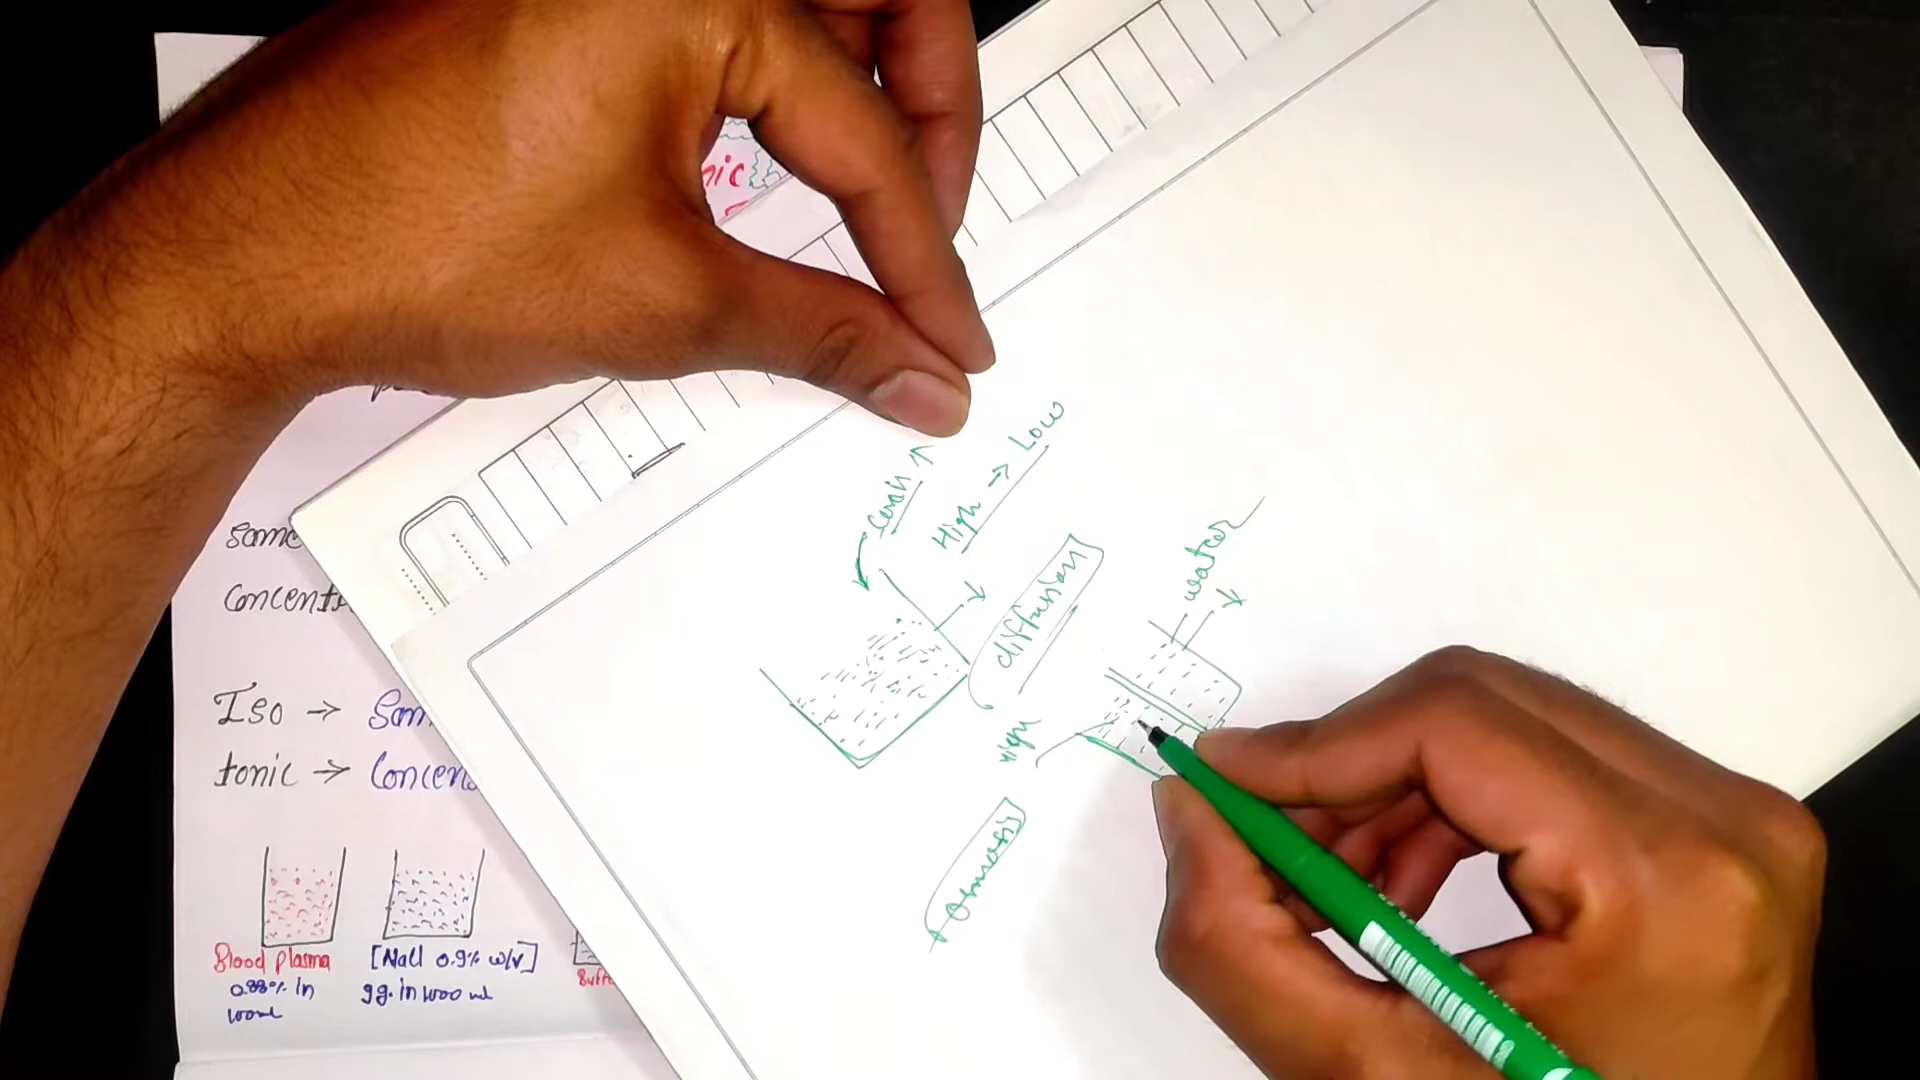 nic
Same
Concent
Iso → Sam
tonic → Concen
Blood plasma
0.88% in
100ml
[Nacl 0.9% w/v]
9g. in 1000 ml
Buff
Conc ↑
High → Low
diffusion
water
High
Osmosis